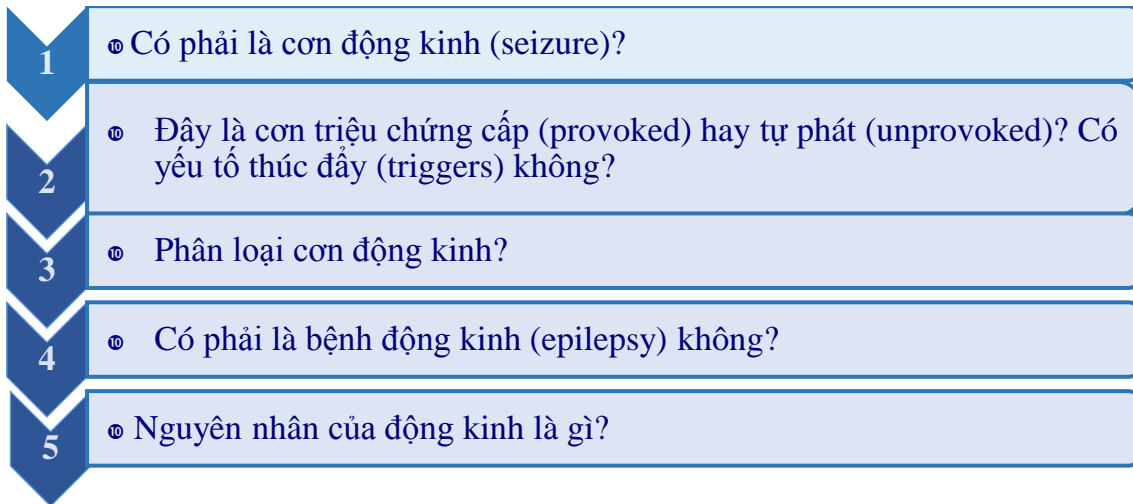 1
❿ Có phải là cơn động kinh (seizure)?
2
❿ Đây là cơn triệu chứng cấp (provoked) hay tự phát (unprovoked)? Có
yếu tố thúc đẩy (triggers) không?
3
❿ Phân loại cơn động kinh?
4
❿ Có phải là bệnh động kinh (epilepsy) không?
5
❿ Nguyên nhân của động kinh là gì?